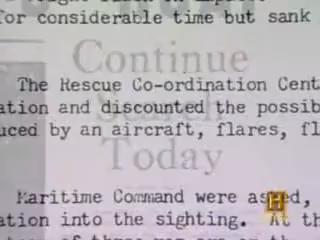 for considerable time but sank
Continue
The Rescue Co-ordination Cent
ation and discounted the possib
Search
uced by an aircraft, flares, fl
Today
Maritime Command were asked,
ation into the sighting. At th
H